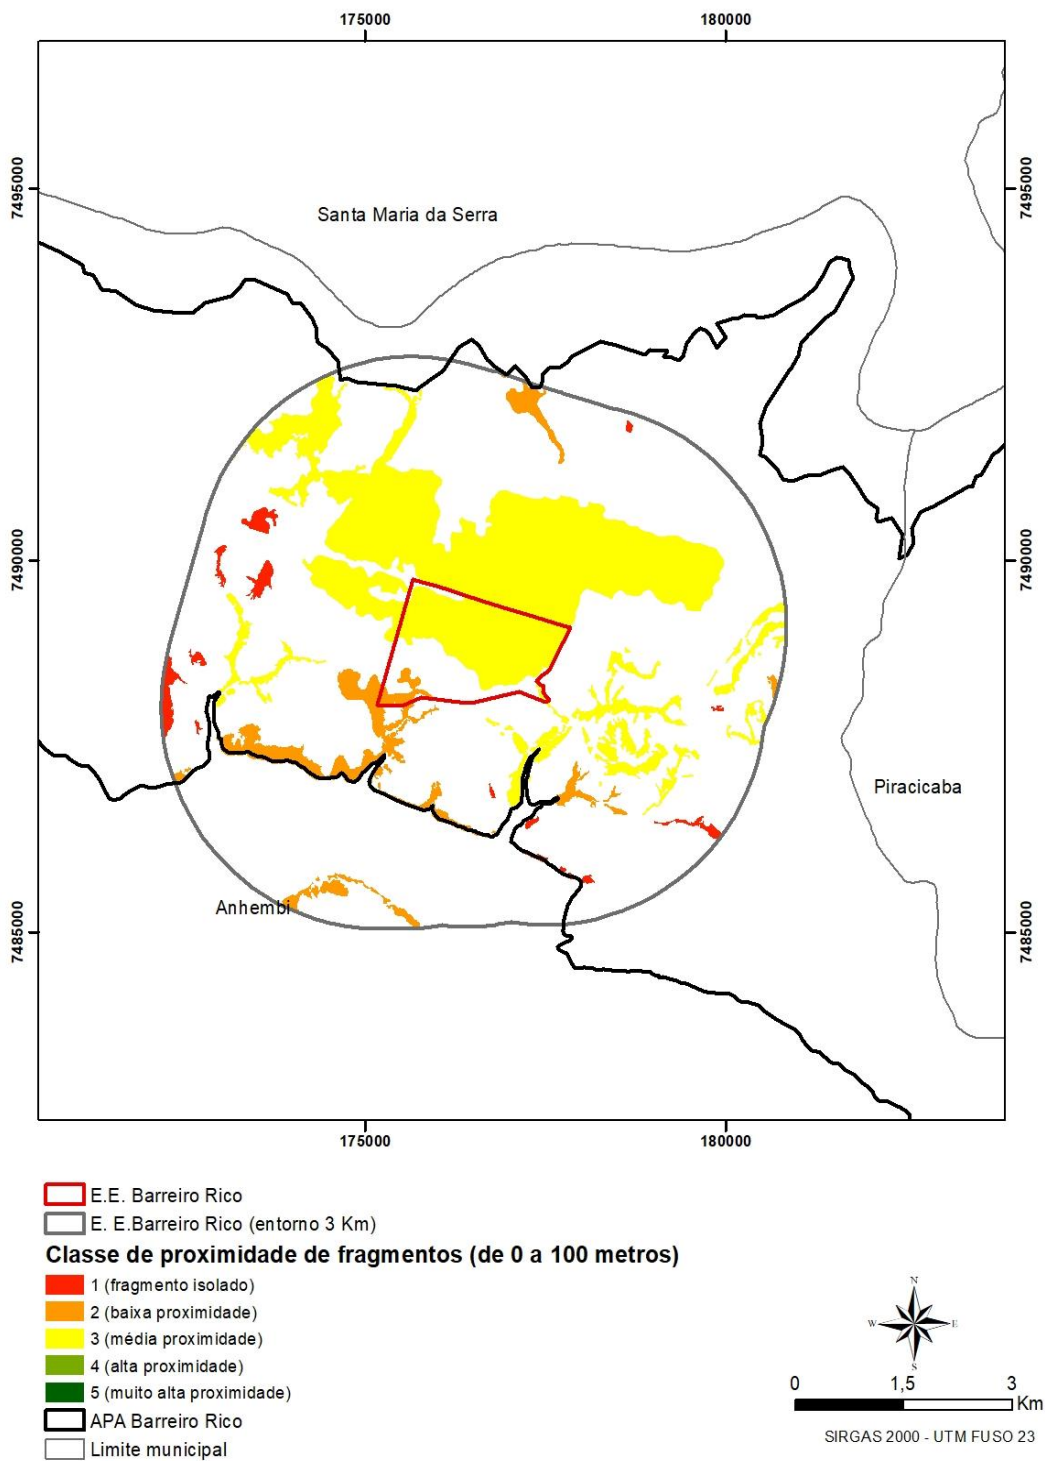 175000 180000
7495000 7495000
Santa Maria da Serra
7490000 7490000
Piracicaba
Anhembi
7485000 7485000
175000 180000
E.E. Barreiro Rico
E. E.Barreiro Rico (entorno 3 Km)
Classe de proximidade de fragmentos (de 0 a 100 metros)
1 (fragmento isolado)
2 (baixa proximidade)
3 (média proximidade)
4 (alta proximidade)
5 (muito alta proximidade)
APA Barreiro Rico
Limite municipal
N
W E
S
0 1,5 3
Km
SIRGAS 2000 - UTM FUSO 23